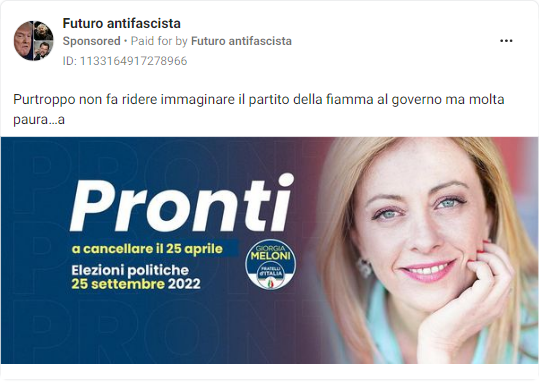 Futuro antifascista
Sponsored • Paid for by Futuro antifascista
ID: 1133164917278966
Purtroppo non fa ridere immaginare il partito della fiamma al governo ma molta
paura...a
PRONTI
Pronti
a cancellare il 25 aprile
Elezioni politiche
25 settembre 2022
GIORGIA
MELONI
FRATELLI
d'ITALIA